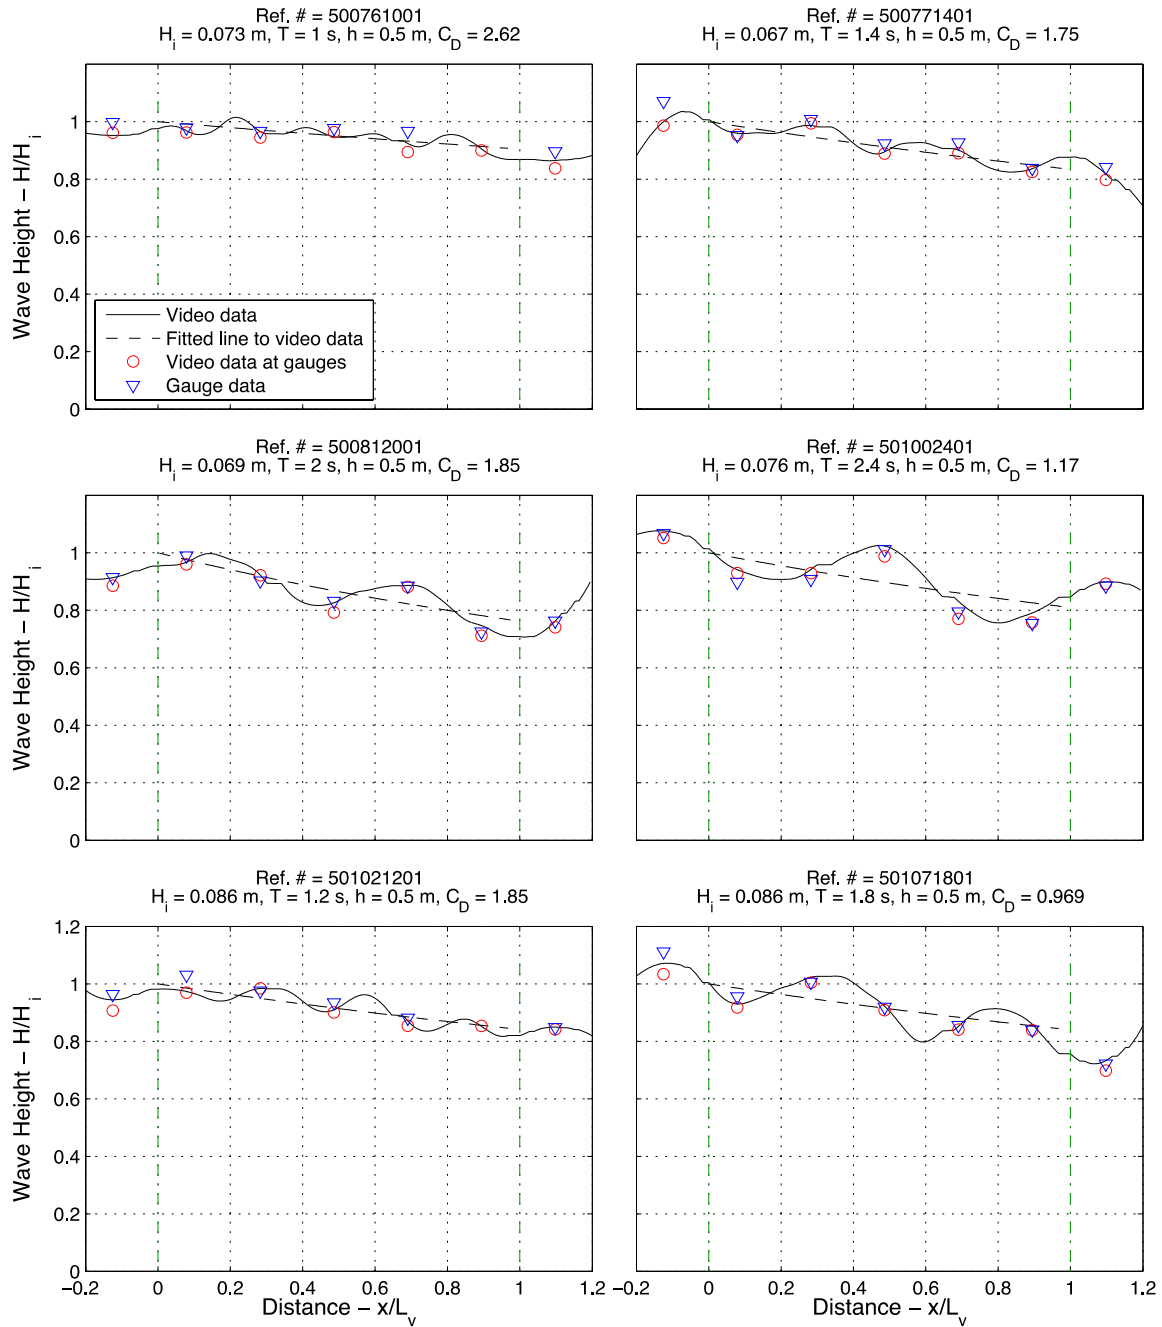 Ref. # = 500761001
H_i = 0.073 m, T = 1 s, h = 0.5 m, C_D = 2.62
Ref. # = 500771401
H_i = 0.067 m, T = 1.4 s, h = 0.5 m, C_D = 1.75
1
0.8
0.6
0.4
0.2
0
Wave Height − H/H_i
Video data
Fitted line to video data
Video data at gauges
Gauge data
Ref. # = 500812001
H_i = 0.069 m, T = 2 s, h = 0.5 m, C_D = 1.85
Ref. # = 501002401
H_i = 0.076 m, T = 2.4 s, h = 0.5 m, C_D = 1.17
1
0.8
0.6
0.4
0.2
0
Wave Height − H/H_i
Ref. # = 501021201
H_i = 0.086 m, T = 1.2 s, h = 0.5 m, C_D = 1.85
Ref. # = 501071801
H_i = 0.086 m, T = 1.8 s, h = 0.5 m, C_D = 0.969
1.2
1
0.8
0.6
0.4
0.2
0
Wave Height − H/H_i
−0.2 0 0.2 0.4 0.6 0.8 1 1.2
Distance − x/L_v
−0.2 0 0.2 0.4 0.6 0.8 1 1.2
Distance − x/L_v